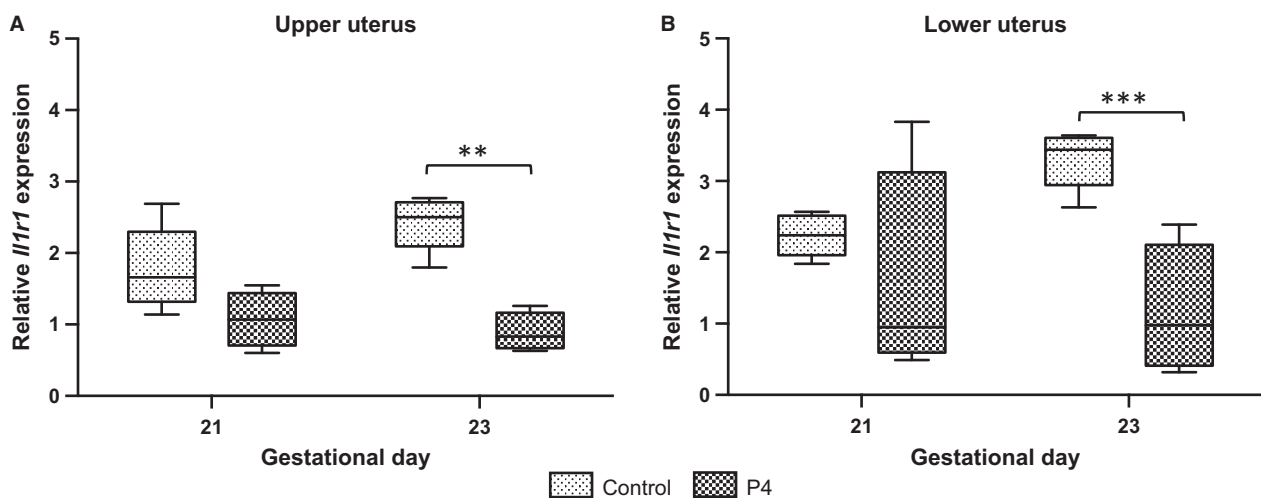 A
Upper uterus
Relative Il1r1 expression
5
4
3
2
1
0
**
21
23
Gestational day
B
Lower uterus
Relative Il1r1 expression
5
4
3
2
1
0
***
21
23
Gestational day
Control
P4